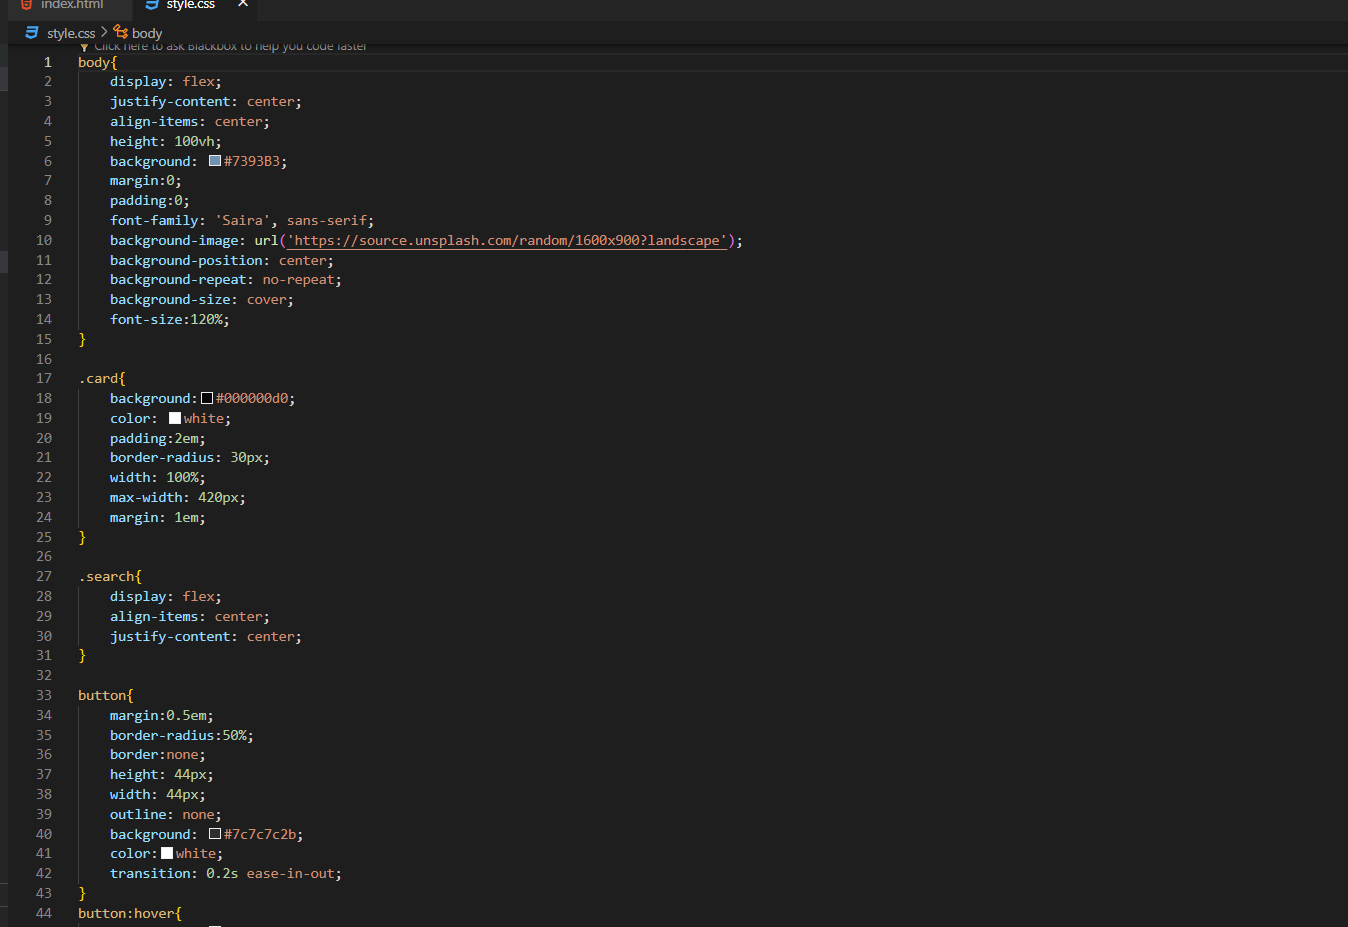 index.html style.css ×
style.css > body
Click here to ask Blackbox to help you code faster
1 body{
2 display: flex;
3 justify-content: center;
4 align-items: center;
5 height: 100vh;
6 background: #7393B3;
7 margin:0;
8 padding:0;
9 font-family: 'Saira', sans-serif;
10 background-image: url('https://source.unsplash.com/random/1600x900?landscape');
11 background-position: center;
12 background-repeat: no-repeat;
13 background-size: cover;
14 font-size:120%;
15 }
16
17 .card{
18 background:#000000d0;
19 color: white;
20 padding:2em;
21 border-radius: 30px;
22 width: 100%;
23 max-width: 420px;
24 margin: 1em;
25 }
26
27 .search{
28 display: flex;
29 align-items: center;
30 justify-content: center;
31 }
32
33 button{
34 margin:0.5em;
35 border-radius:50%;
36 border:none;
37 height: 44px;
38 width: 44px;
39 outline: none;
40 background: #7c7c7c2b;
41 color:white;
42 transition: 0.2s ease-in-out;
43 }
44 button:hover{